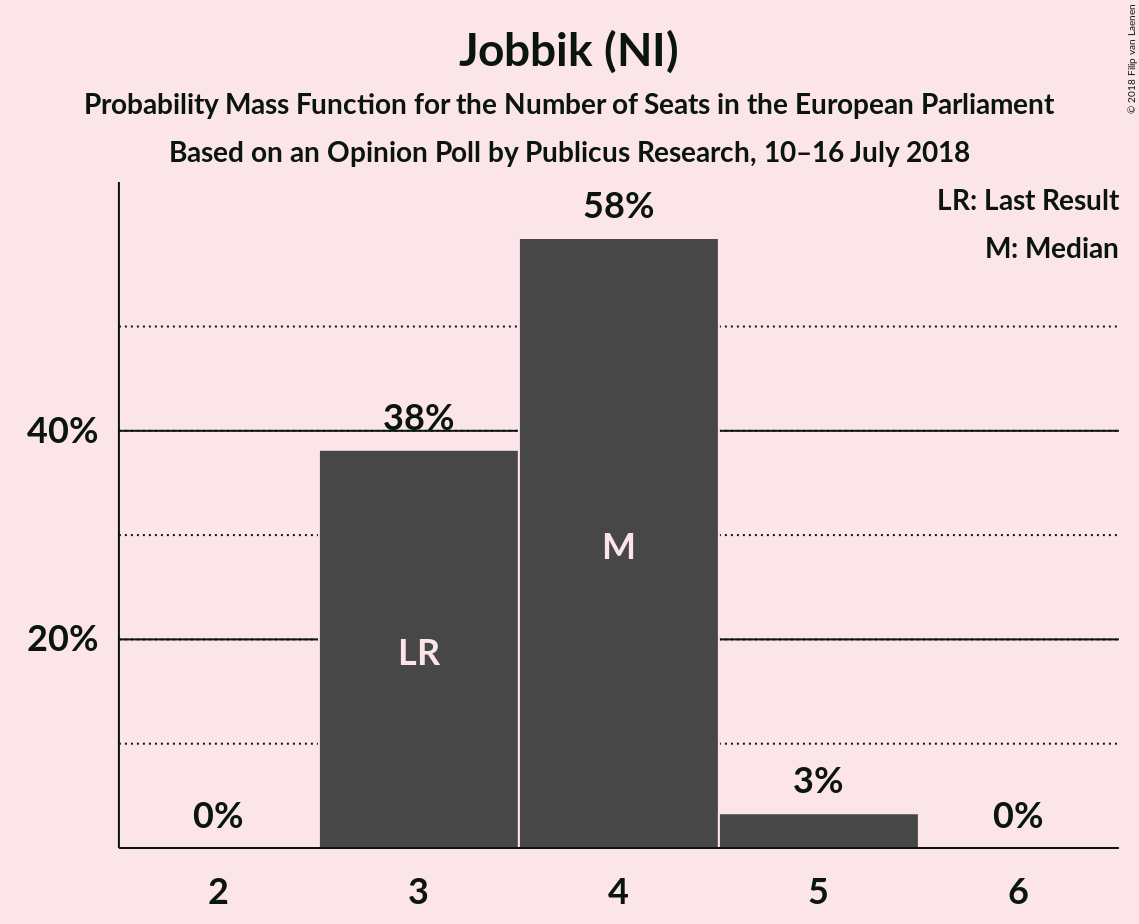 Jobbik (NI)
Probability Mass Function for the Number of Seats in the European Parliament
Based on an Opinion Poll by Publicus Research, 10–16 July 2018
© 2018 Filip van Laenen
LR: Last Result
M: Median
58%
38%
40%
M
20%
LR
3%
0%
0%
2 3 4 5 6